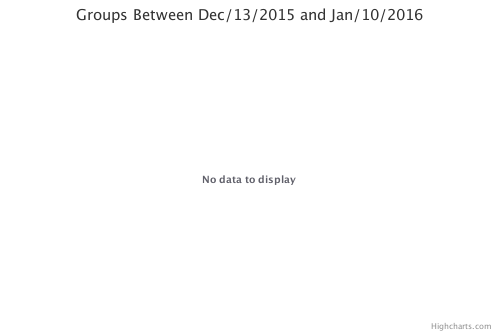 Groups Between Dec/13/2015 and Jan/10/2016
No data to display
Highcharts.com